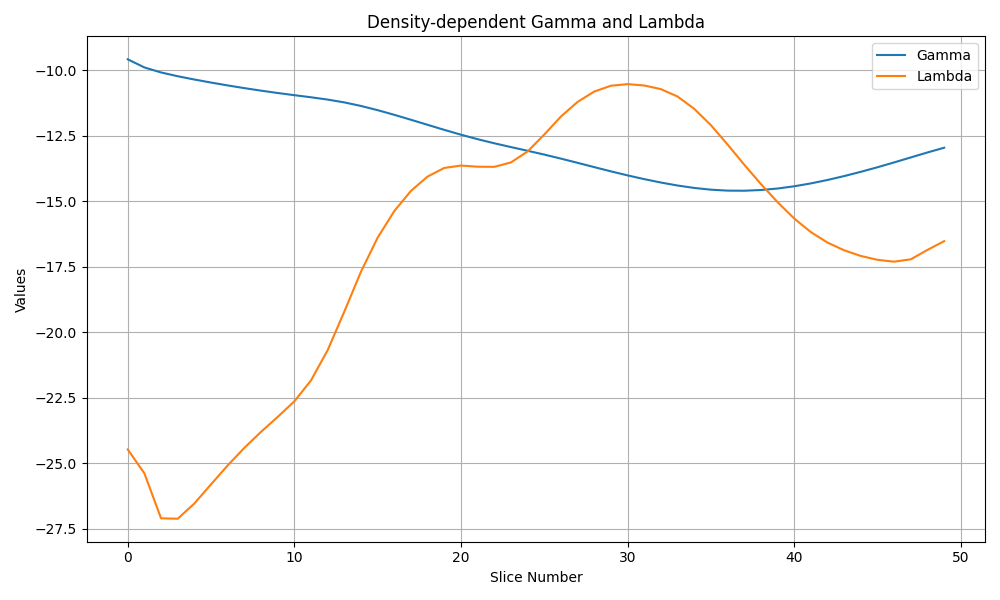 Density-dependent Gamma and Lambda
Gamma
Lambda
−10.0
−12.5
−15.0
−17.5
−20.0
−22.5
−25.0
−27.5
Values
0 10 20 30 40 50
Slice Number